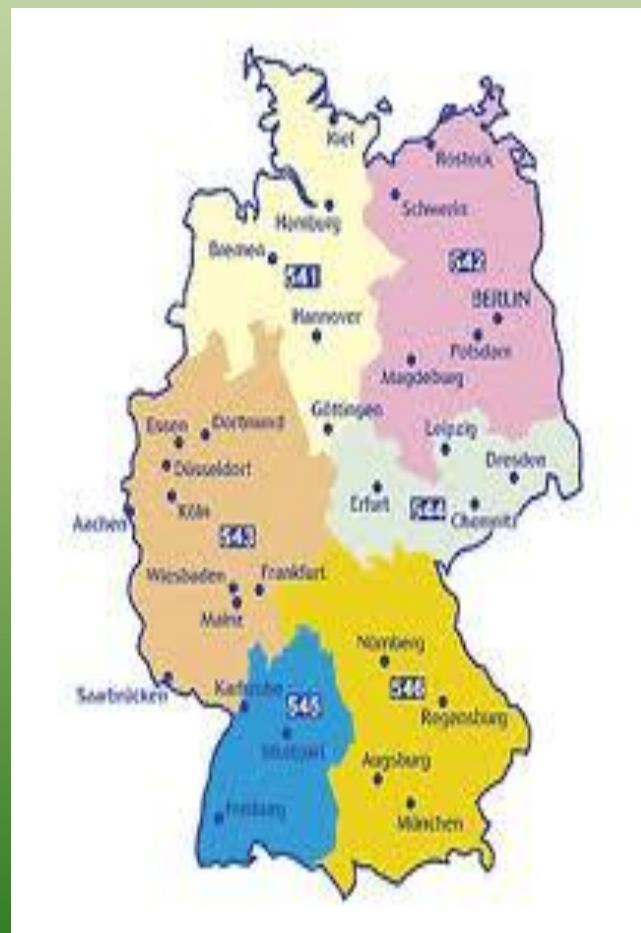 Kiel
Rostock
Schwerin
Hamburg
Bremen
541
542
BERLIN
Hannover
Potsdam
Magdeburg
Göttingen
Leipzig
Essen
Dortmund
Dresden
Düsseldorf
Erfurt
544
Chemnitz
Köln
Aachen
543
Wiesbaden
Frankfurt
Mainz
Nürnberg
Saarbrücken
Karlsruhe
545
546
Regensburg
Stuttgart
Augsburg
Freiburg
München